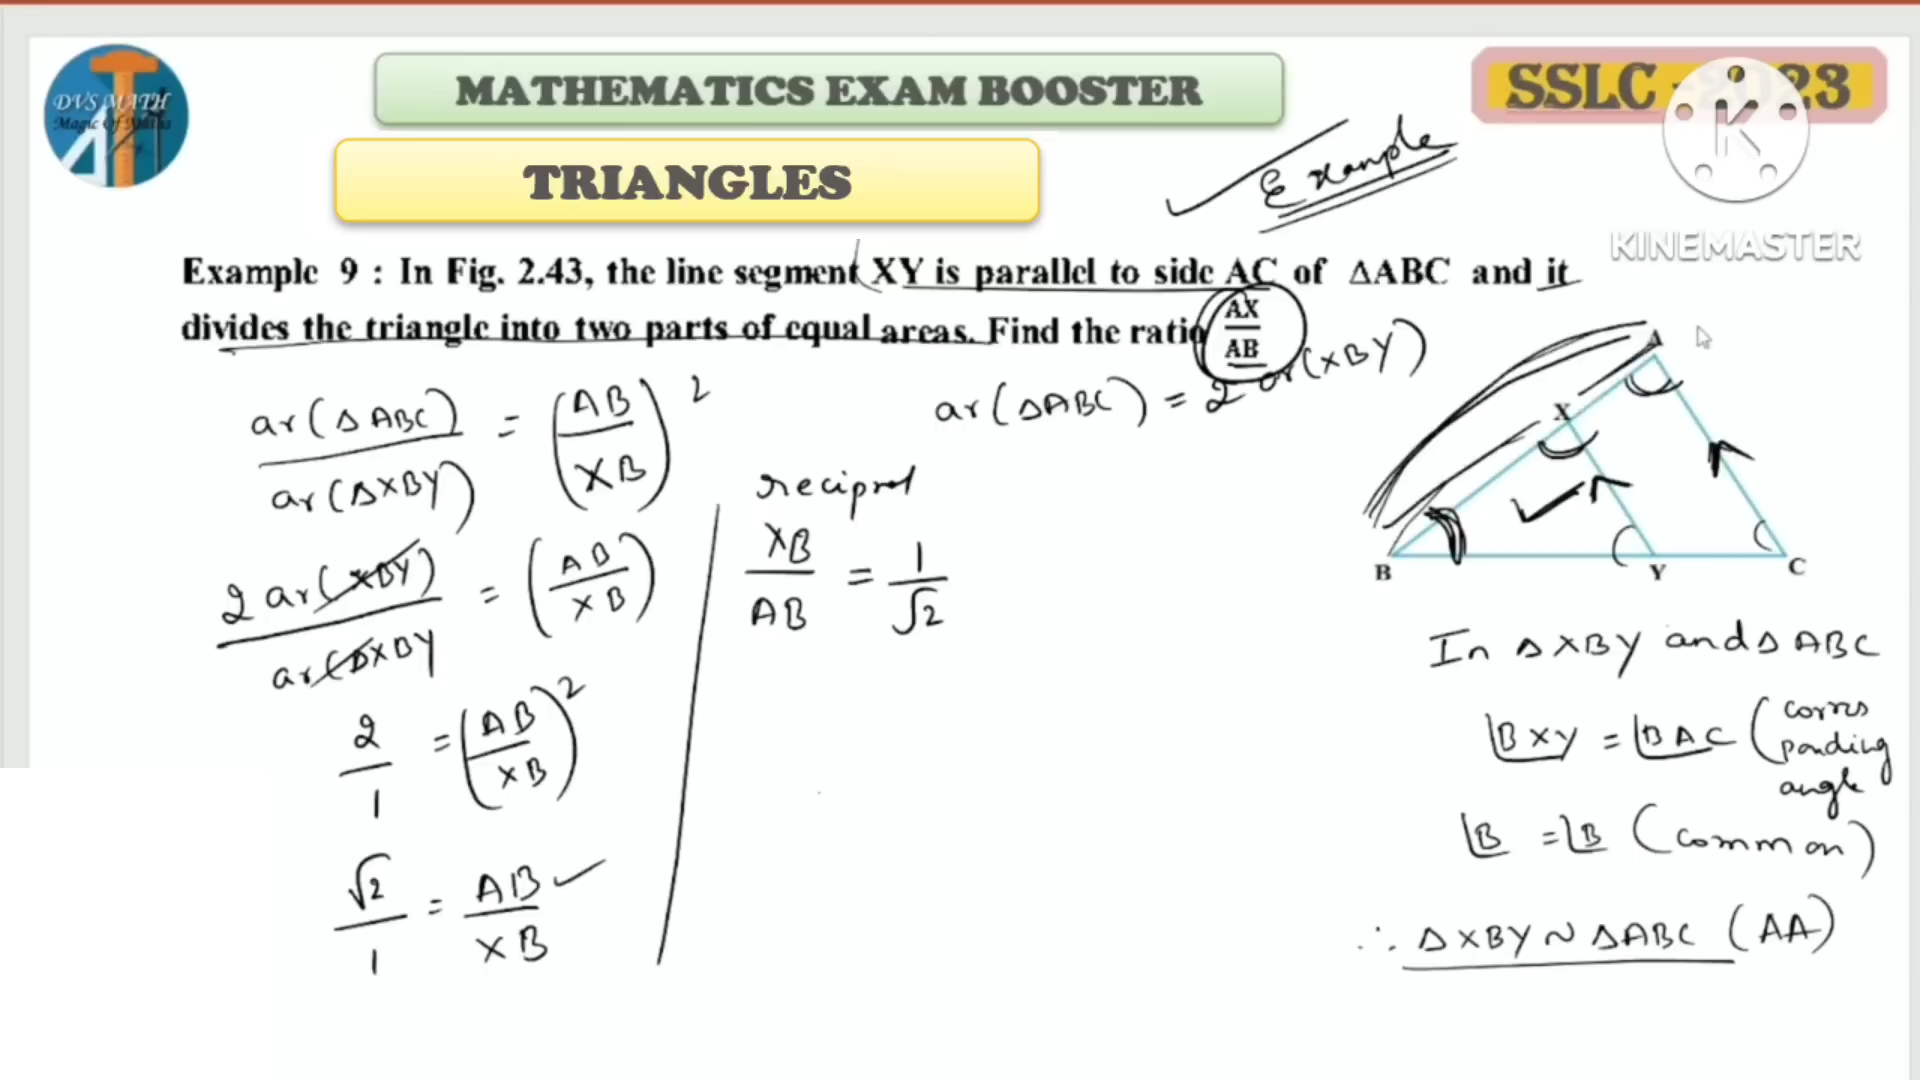 DVS MATH
Magic Of Maths
MATHEMATICS EXAM BOOSTER
SSLC -2023
K
KINEMASTER
TRIANGLES
Example
Example 9 : In Fig. 2.43, the line segment XY is parallel to side AC of ΔABC and it
divides the triangle into two parts of equal areas. Find the ratio AX/AB
ar(ΔABC)/ar(ΔXBY) = (AB/XB)²
ar(ΔABC) = 2 ar(XBY)
2 ar(XBY)/ar(ΔXBY = (AB/XB)
2/1 = (AB/XB)²
√2/1 = AB/XB
reciprol
XB/AB = 1/√2
A
X
B
Y
C
In ΔXBY and ΔABC
∠BXY = ∠BAC (corres
ponding
angle
∠B = ∠B (common)
∴ ΔXBY ~ ΔABC (AA)